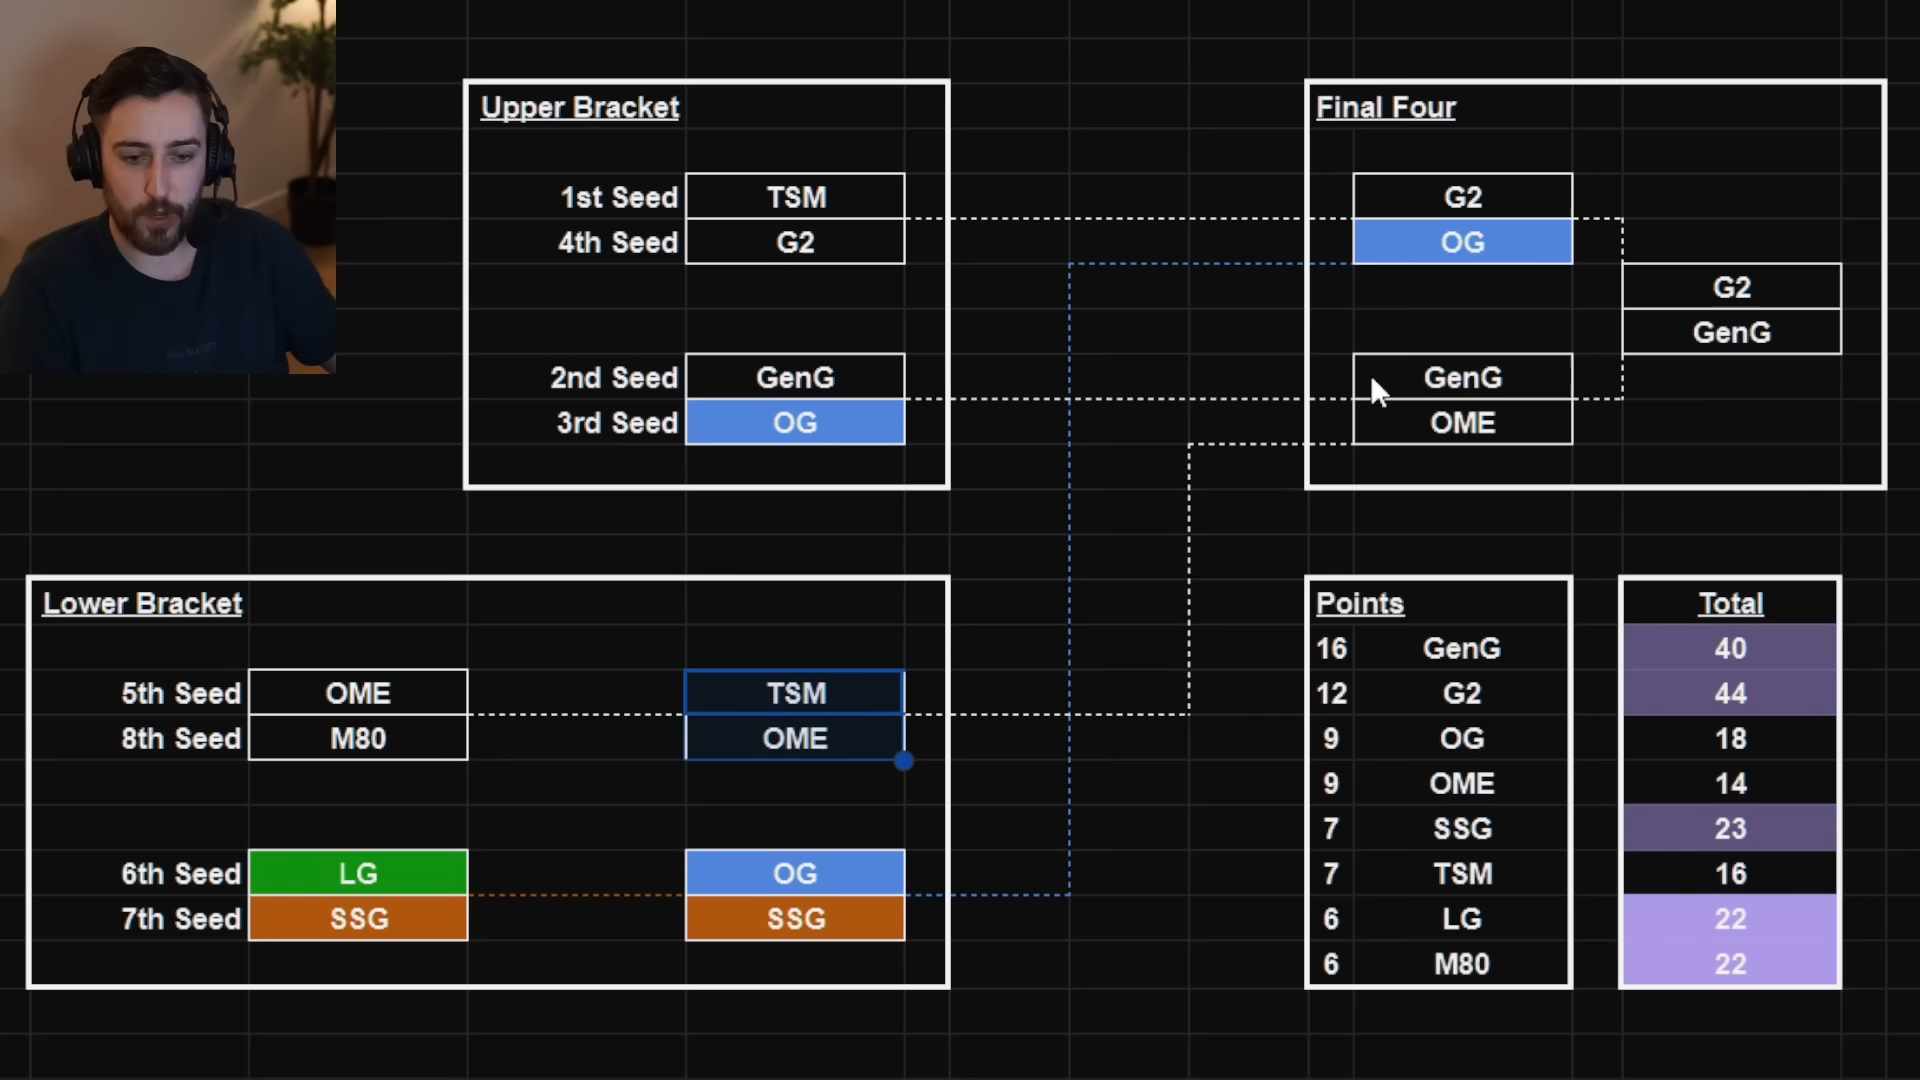 Upper Bracket
1st Seed TSM
4th Seed G2
2nd Seed GenG
3rd Seed OG
Final Four
G2
OG
G2
GenG
GenG
OME
Lower Bracket
5th Seed OME TSM
8th Seed M80 OME
6th Seed LG OG
7th Seed SSG SSG
Points Total
16 GenG 40
12 G2 44
9 OG 18
9 OME 14
7 SSG 23
7 TSM 16
6 LG 22
6 M80 22